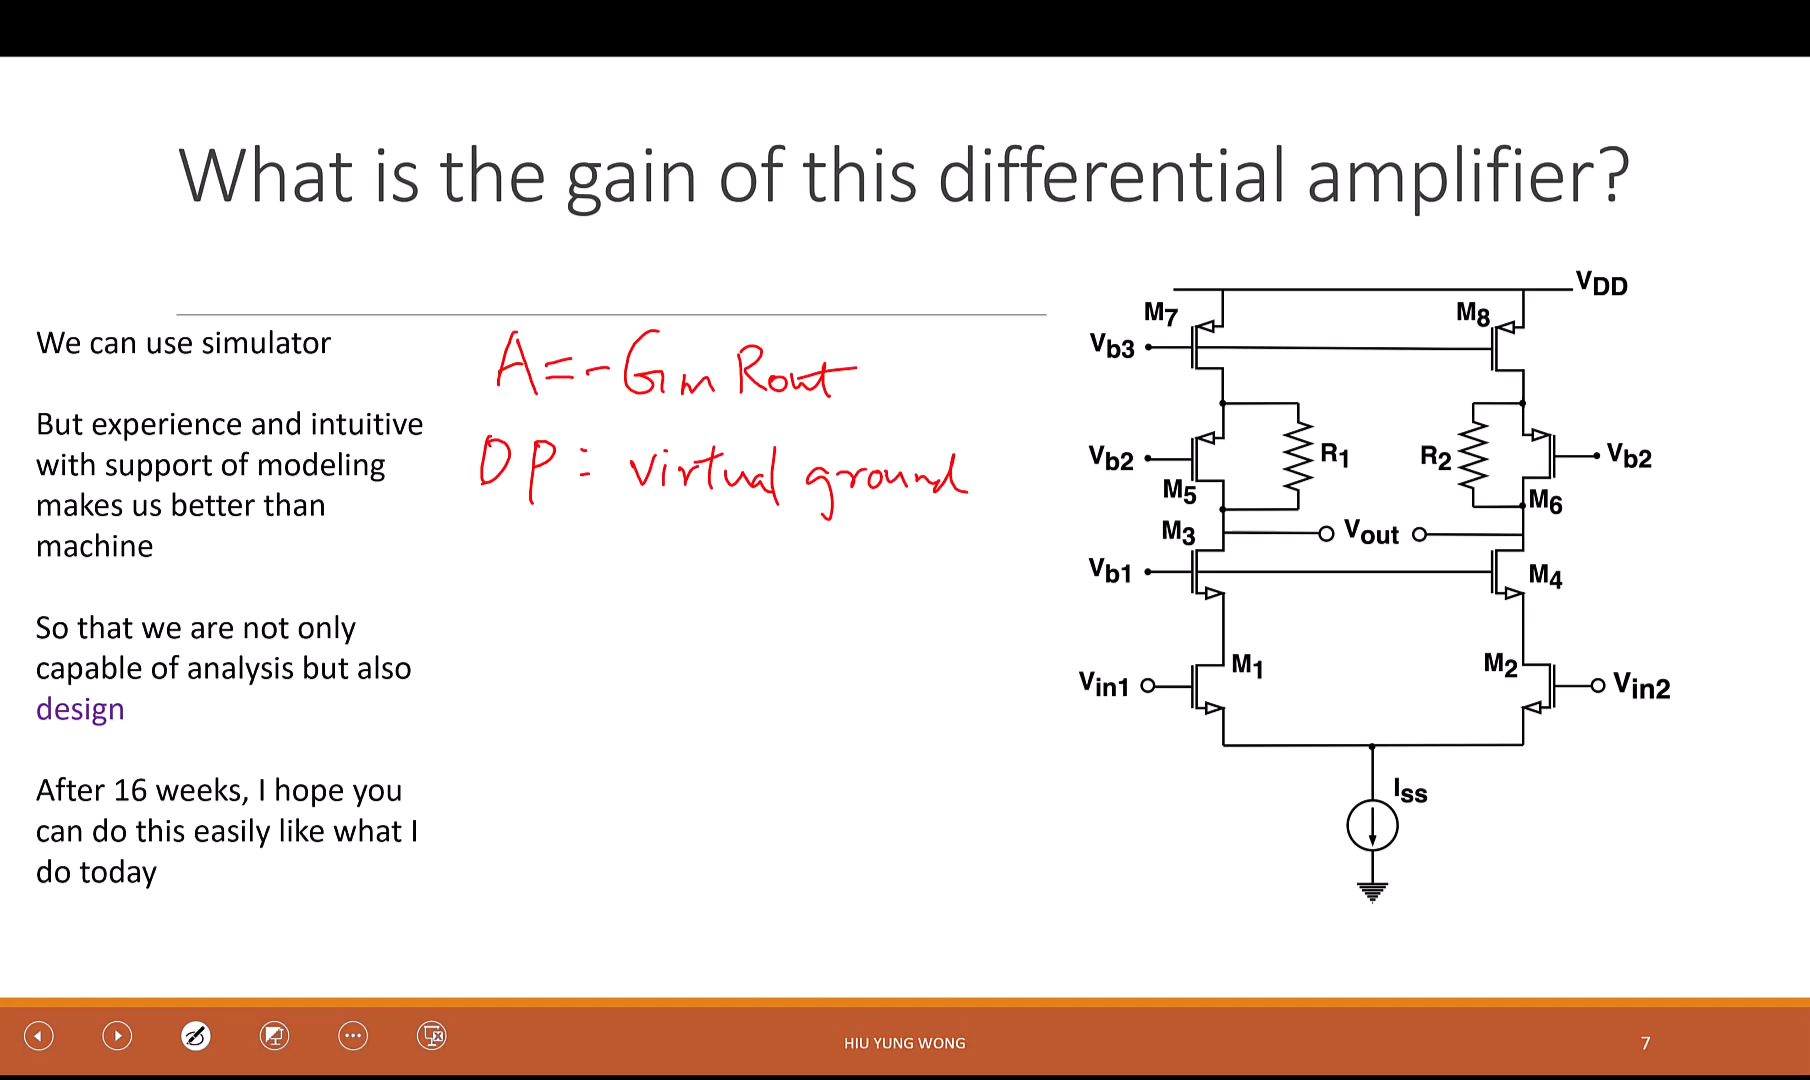 What is the gain of this differential amplifier?
We can use simulator
But experience and intuitive
with support of modeling
makes us better than
machine
So that we are not only
capable of analysis but also
design
After 16 weeks, I hope you
can do this easily like what I
do today
A = - Gm Rout
DP : virtual ground
VDD
M7
M8
Vb3
Vb2
R1
R2
Vb2
M5
M6
M3
Vout
Vb1
M4
M1
M2
Vin1
Vin2
ISS
HIU YUNG WONG
7